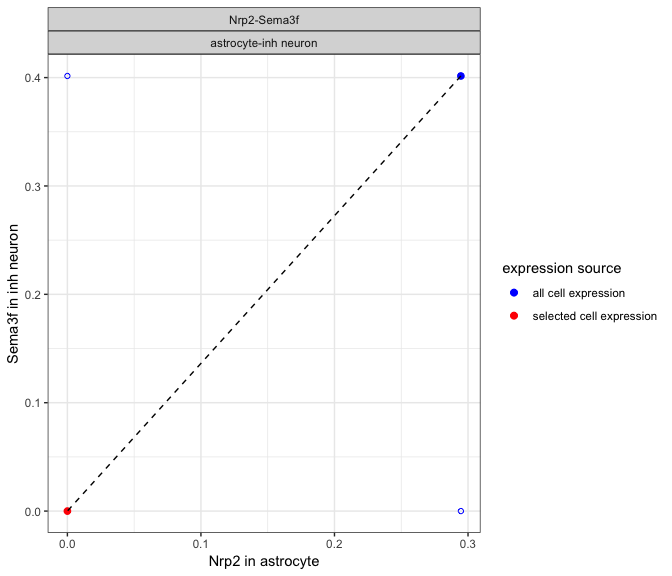 Nrp2-Sema3f
astrocyte-inh neuron
0.4
0.3
0.2
0.1
0.0
Sema3f in inh neuron
0.0
0.1
0.2
0.3
Nrp2 in astrocyte
expression source
all cell expression
selected cell expression